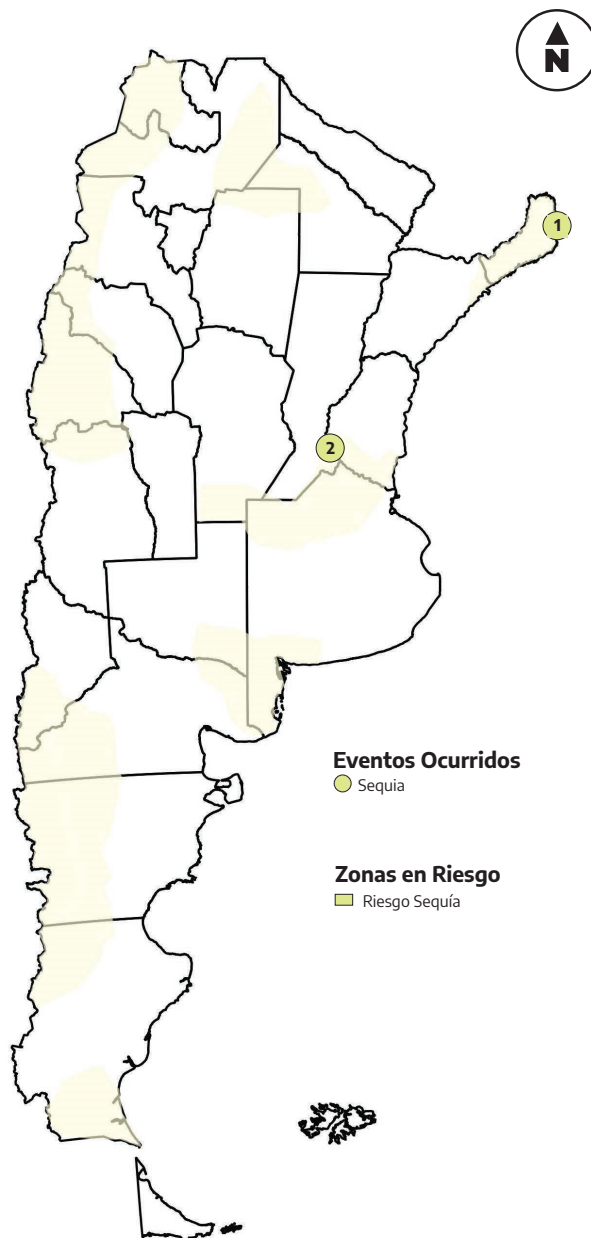 N
1
2
Eventos Ocurridos
Sequia
Zonas en Riesgo
Riesgo Sequía